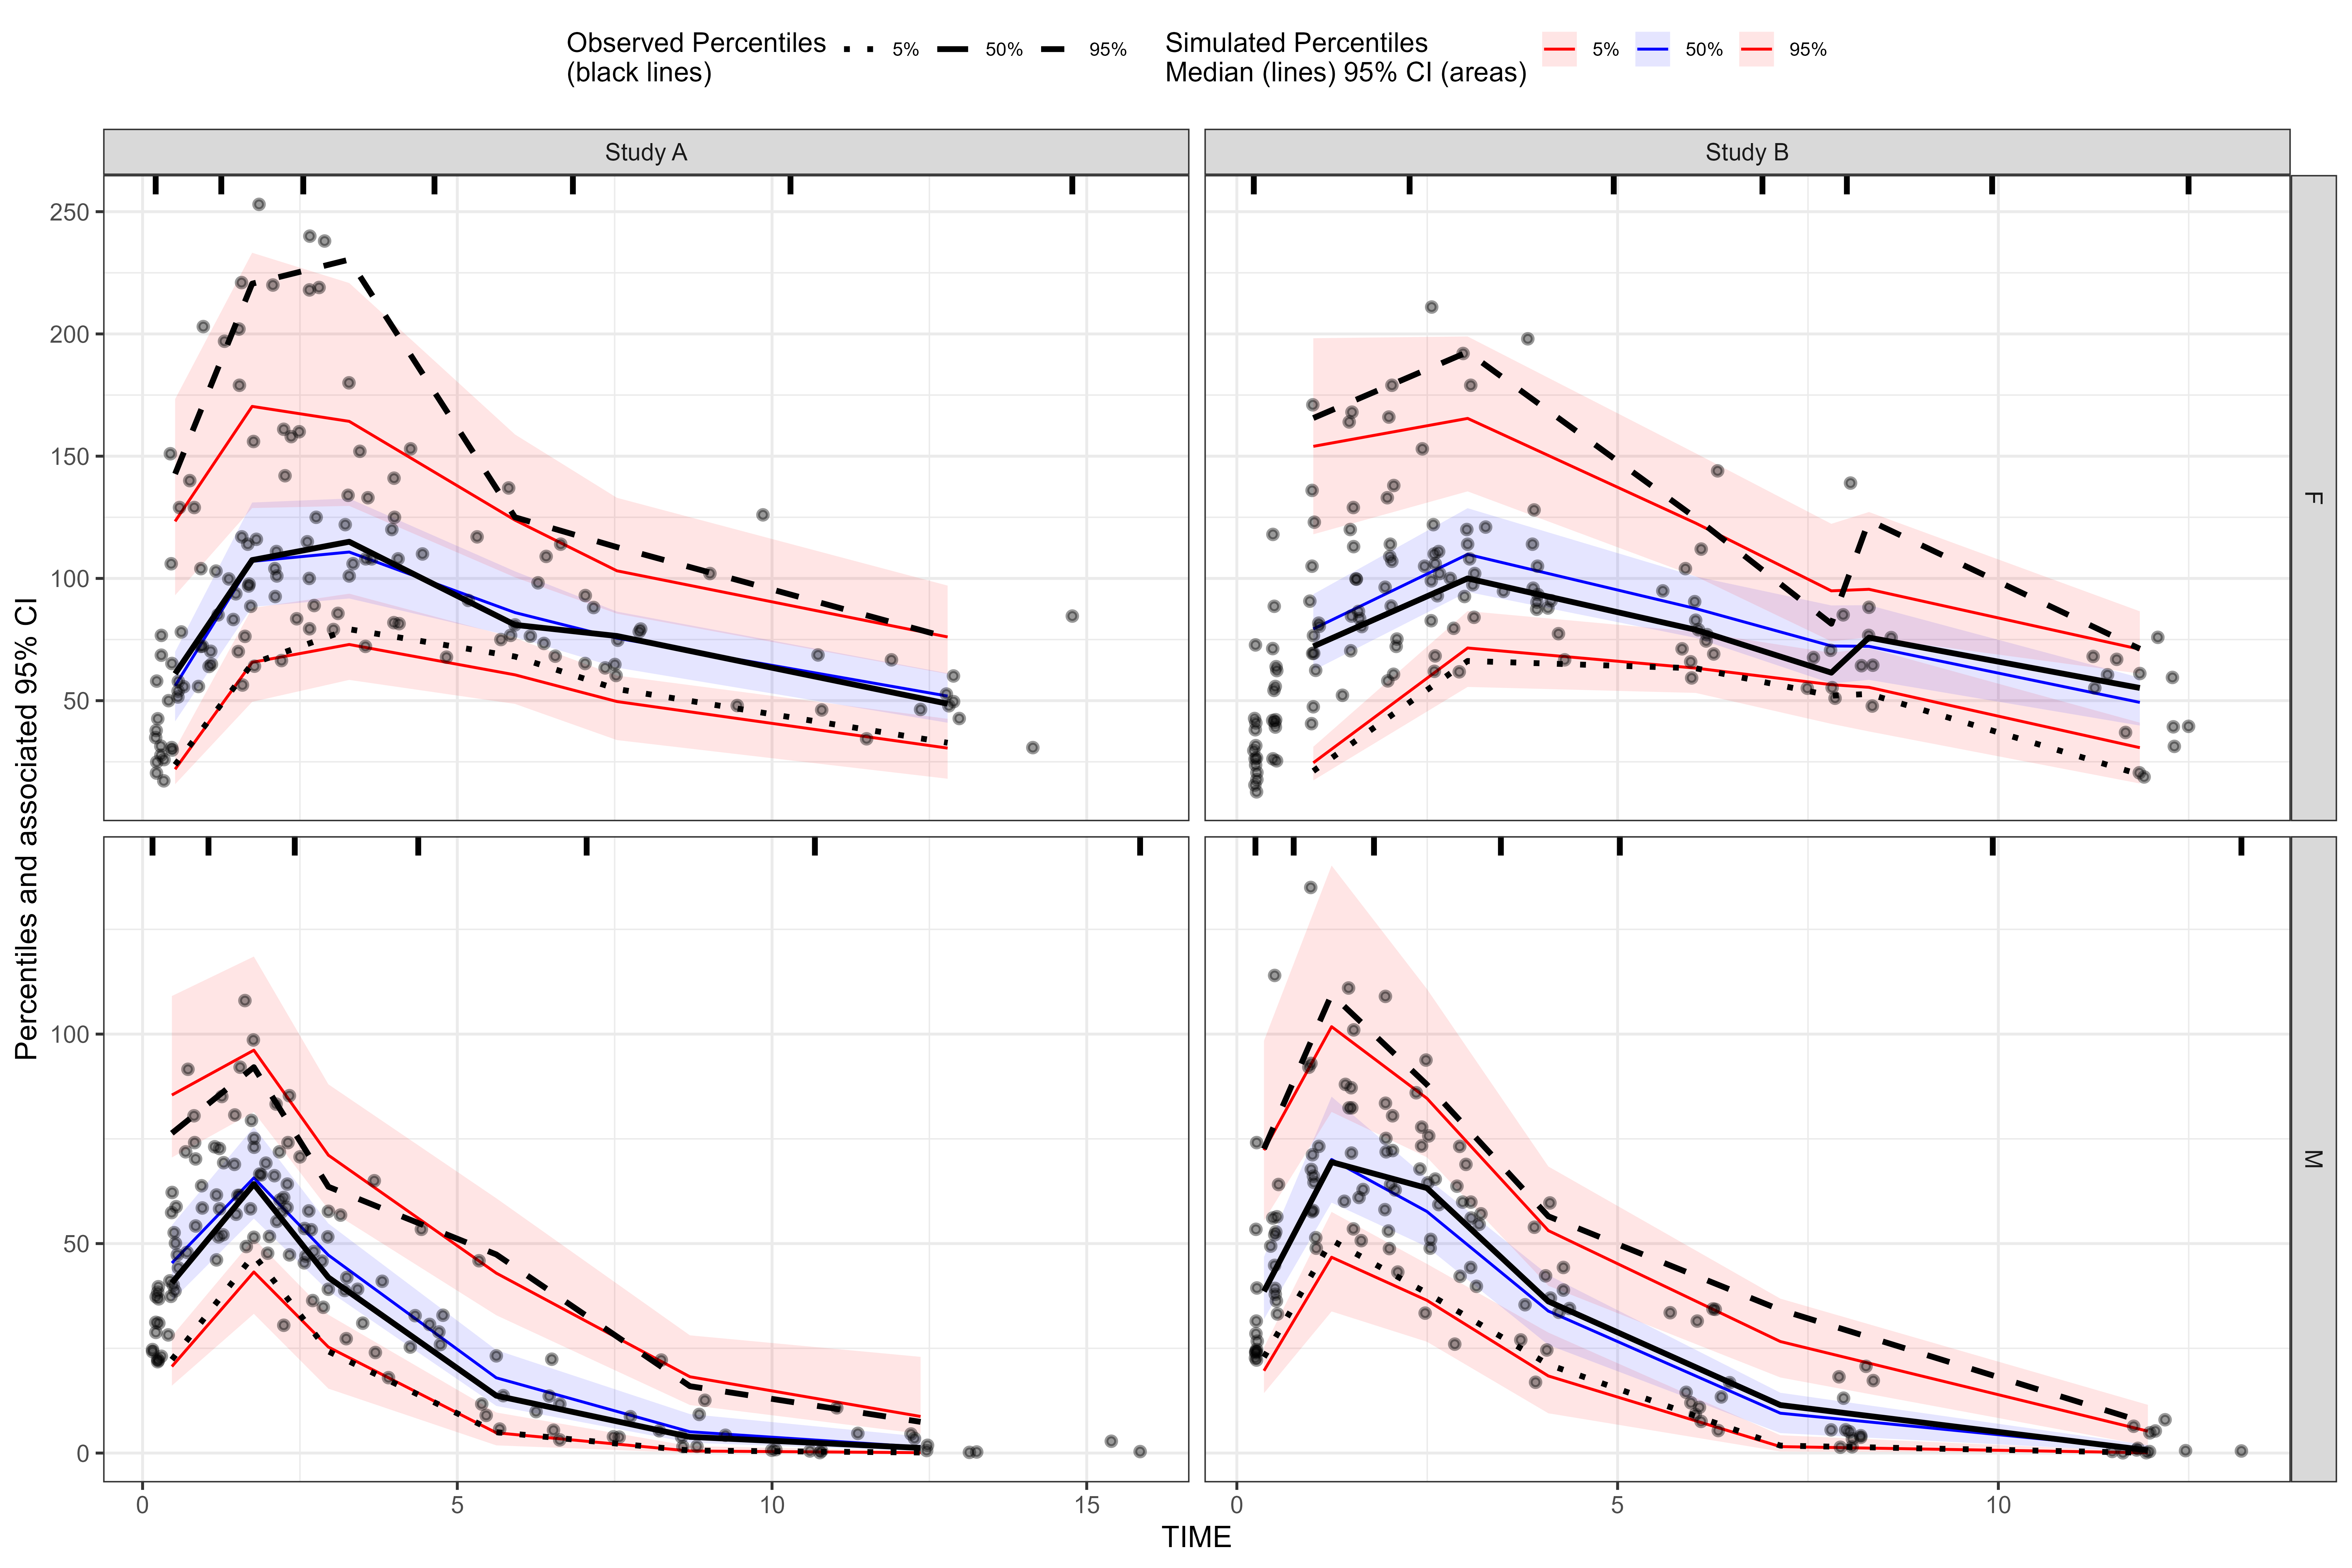 Observed Percentiles
(black lines)
5% 50% 95%
Simulated Percentiles
Median (lines) 95% CI (areas)
5% 50% 95%
Study A
Study B
250
200
150
100
50
F
Percentiles and associated 95% CI
100
50
0
M
0 5 10 15
0 5 10
TIME